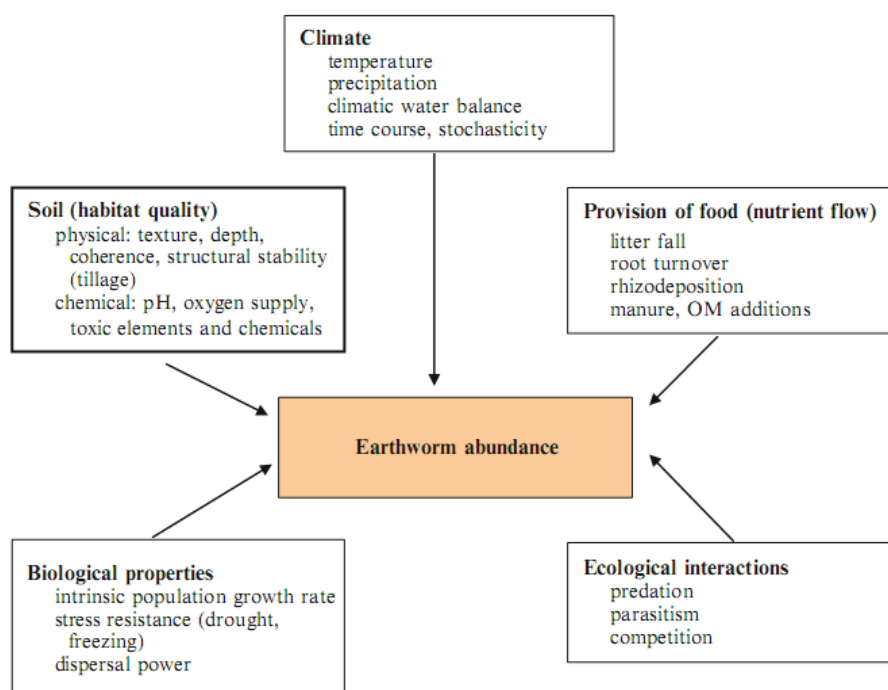 Climate
temperature
precipitation
climatic water balance
time course, stochasticity
Soil (habitat quality)
physical: texture, depth,
coherence, structural stability
(tillage)
chemical: pH, oxygen supply,
toxic elements and chemicals
Provision of food (nutrient flow)
litter fall
root turnover
rhizodeposition
manure, OM additions
Earthworm abundance
Biological properties
intrinsic population growth rate
stress resistance (drought,
freezing)
dispersal power
Ecological interactions
predation
parasitism
competition